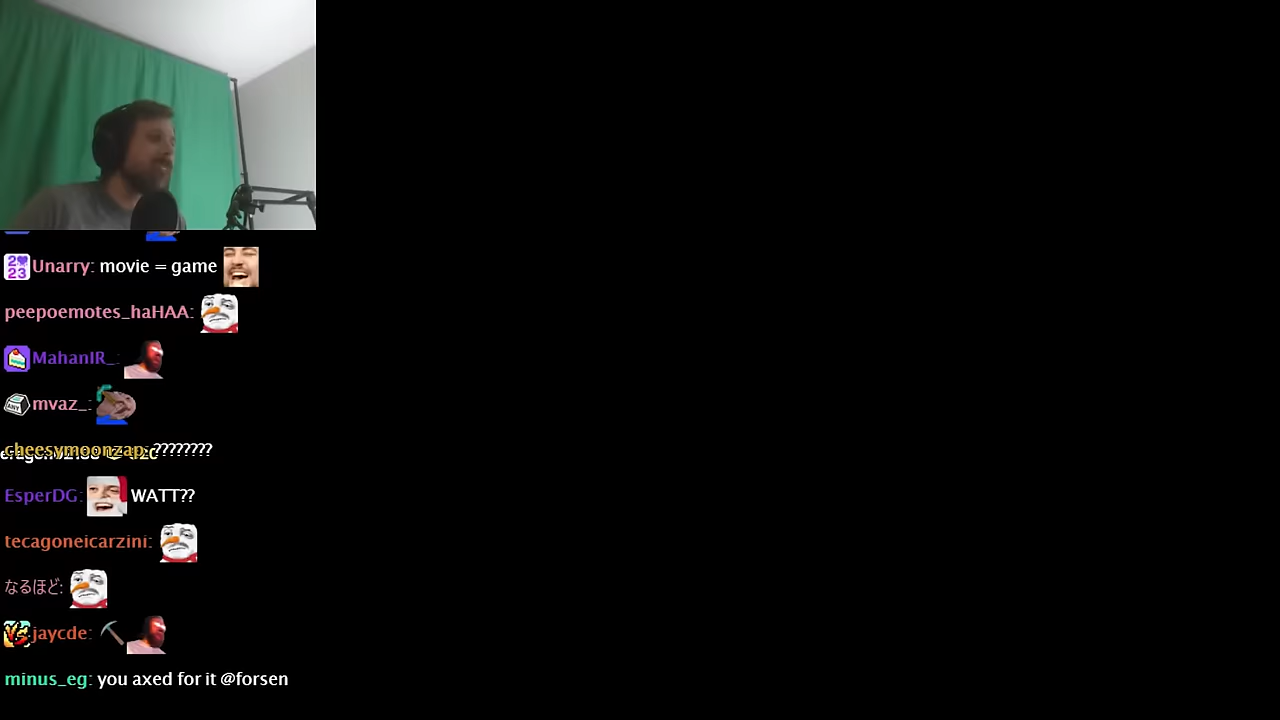 Unarry: movie = game
peepoemotes_haHAA:
MahanIR_:
mvaz_:
cheesymoonzap: ????????
EsperDG: WATT??
tecagoneicarzini:
なるほど:
jaycde:
minus_eg: you axed for it @forsen